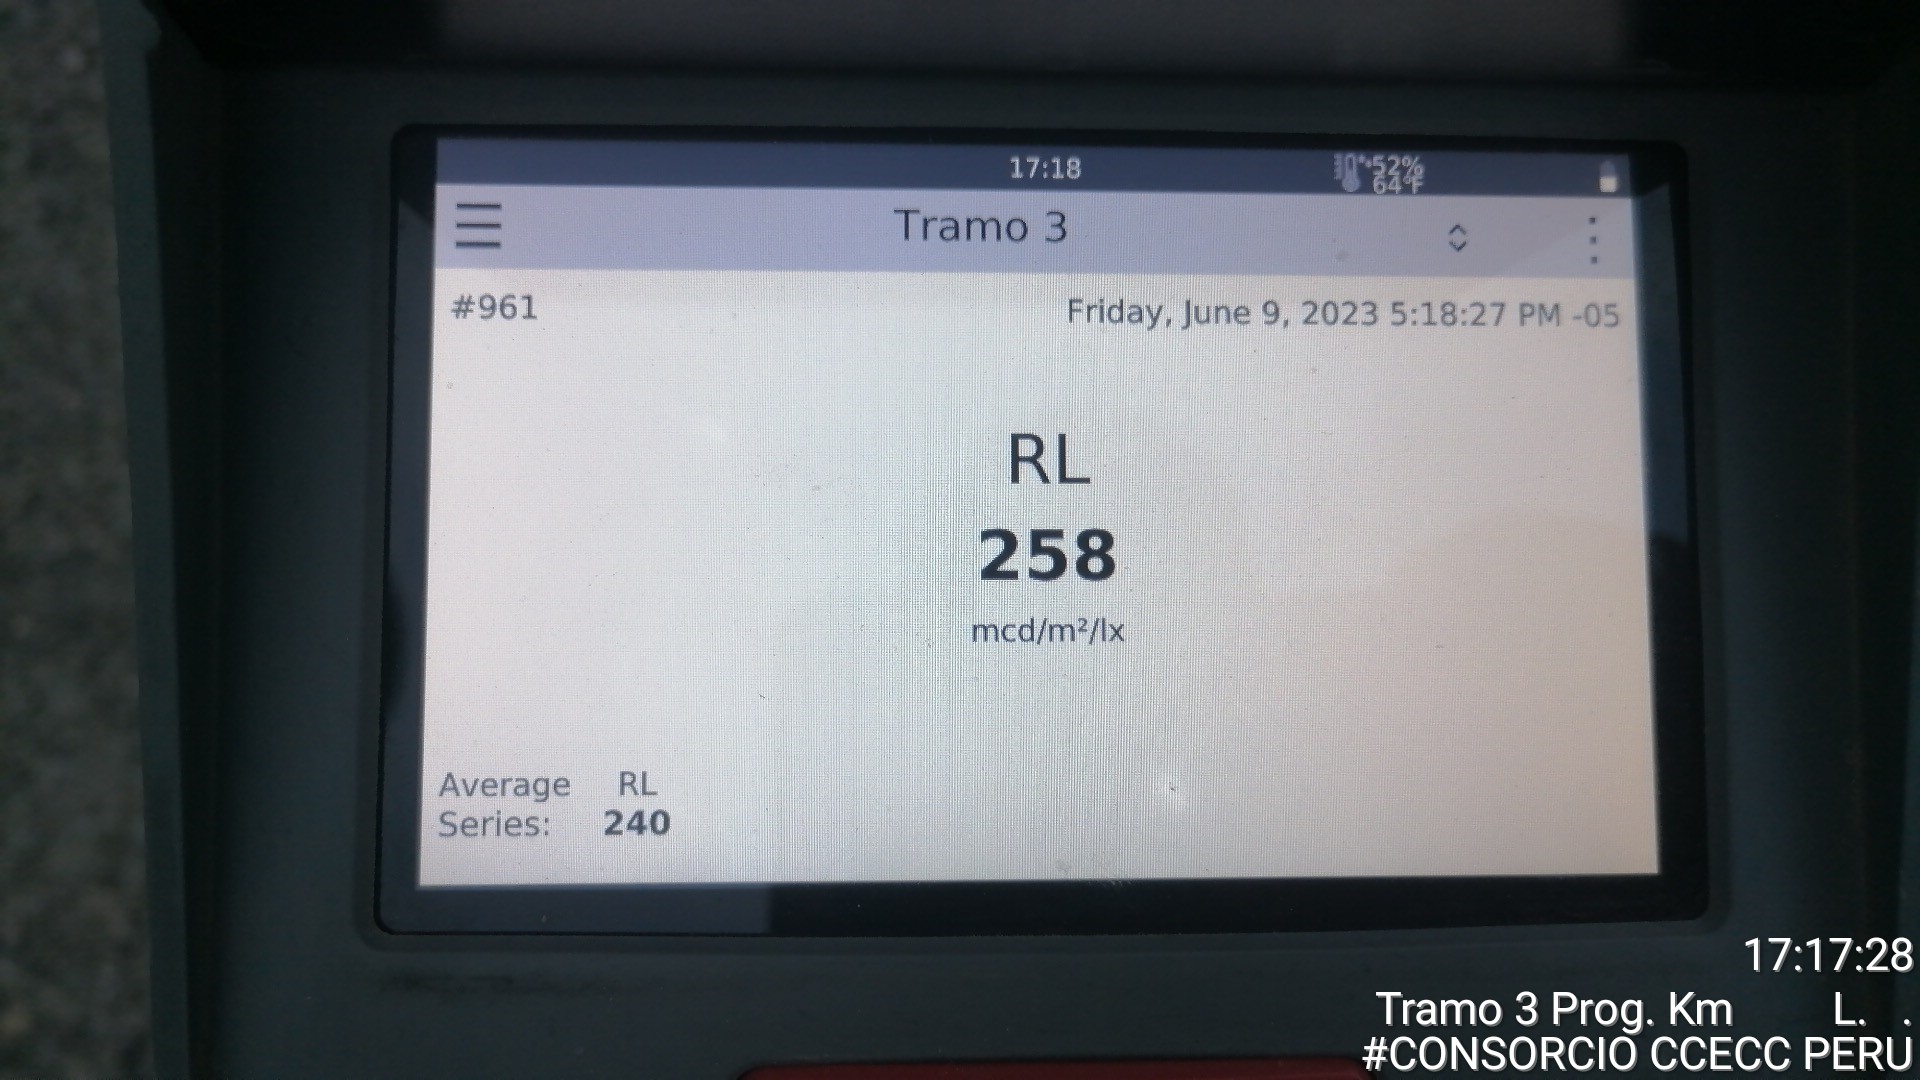 17:18
52%
64°F
Tramo 3
#961
Friday, June 9, 2023 5:18:27 PM -05
RL
258
mcd/m²/lx
Average RL
Series: 240
17:17:28
Tramo 3 Prog. Km L. .
#CONSORCIO CCECC PERU